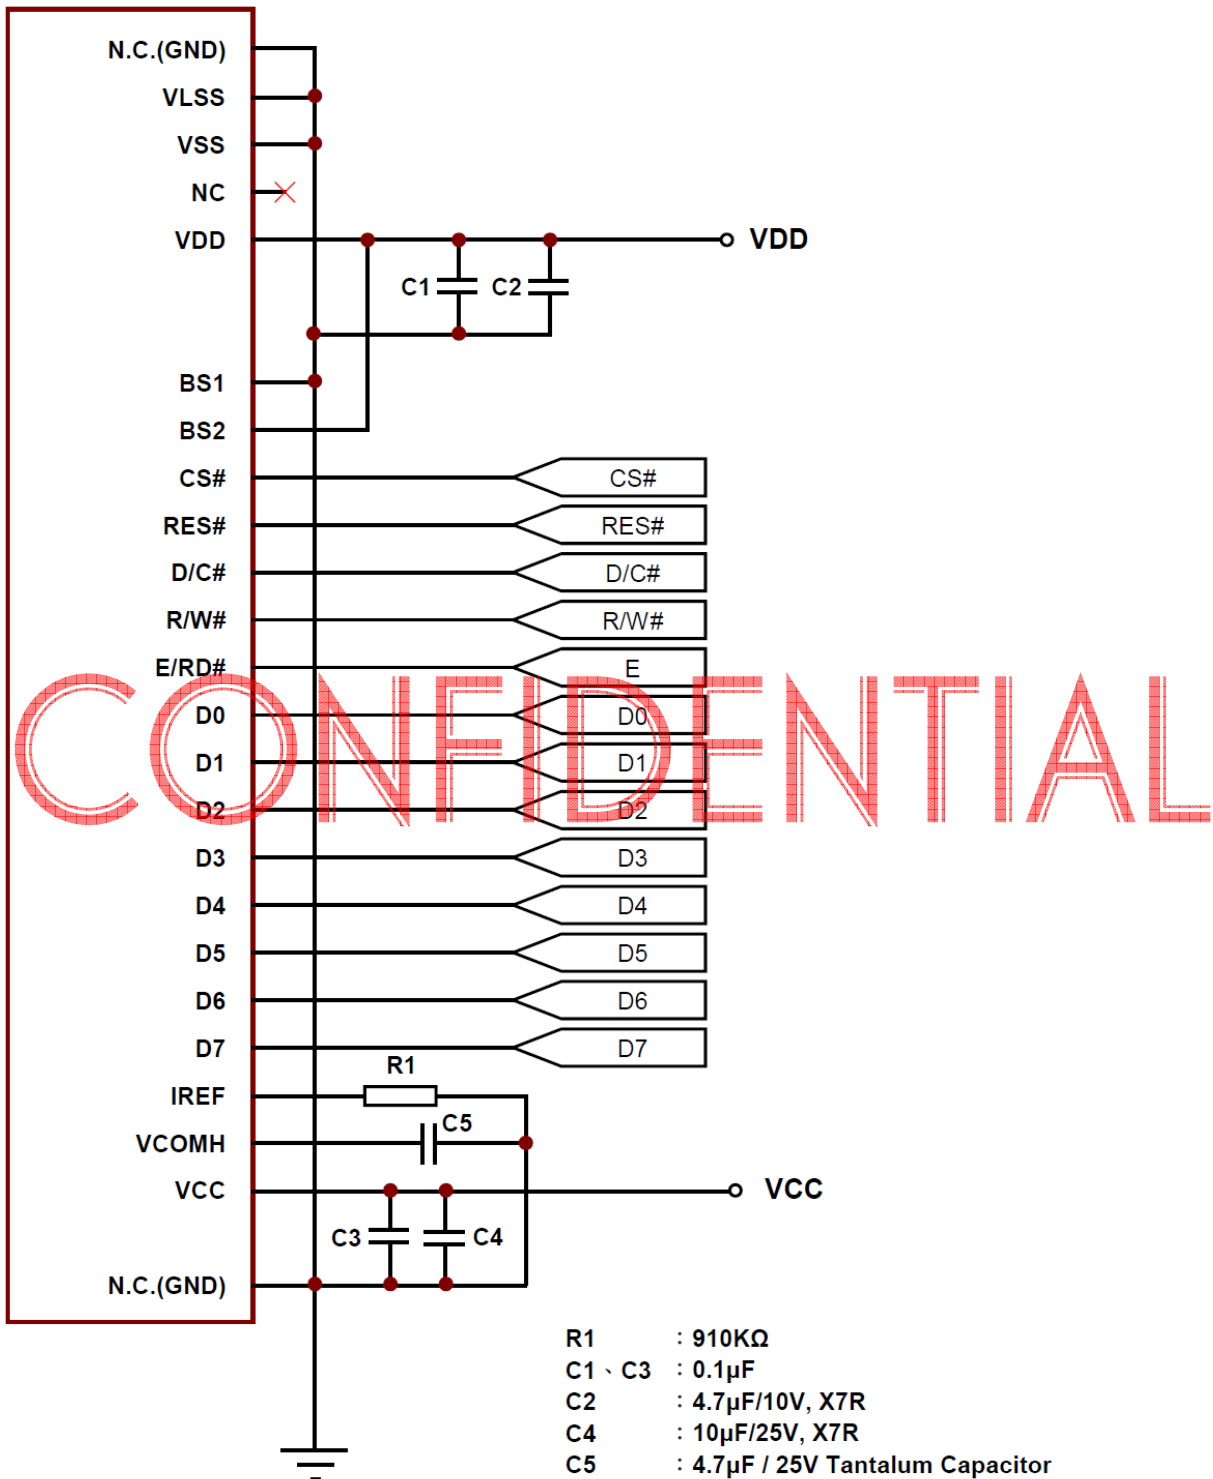 N.C.(GND)
VLSS
VSS
NC
VDD
VDD
C1
C2
BS1
BS2
CS#
CS#
RES#
RES#
D/C#
D/C#
R/W#
R/W#
E/RD#
E
CONFIDENTIAL
D0
D0
D1
D1
D2
D2
D3
D3
D4
D4
D5
D5
D6
D6
D7
D7
R1
IREF
C5
VCOMH
VCC
VCC
C3
C4
N.C.(GND)
R1 : 910KΩ
C1、C3 : 0.1µF
C2 : 4.7µF/10V, X7R
C4 : 10µF/25V, X7R
C5 : 4.7µF / 25V Tantalum Capacitor